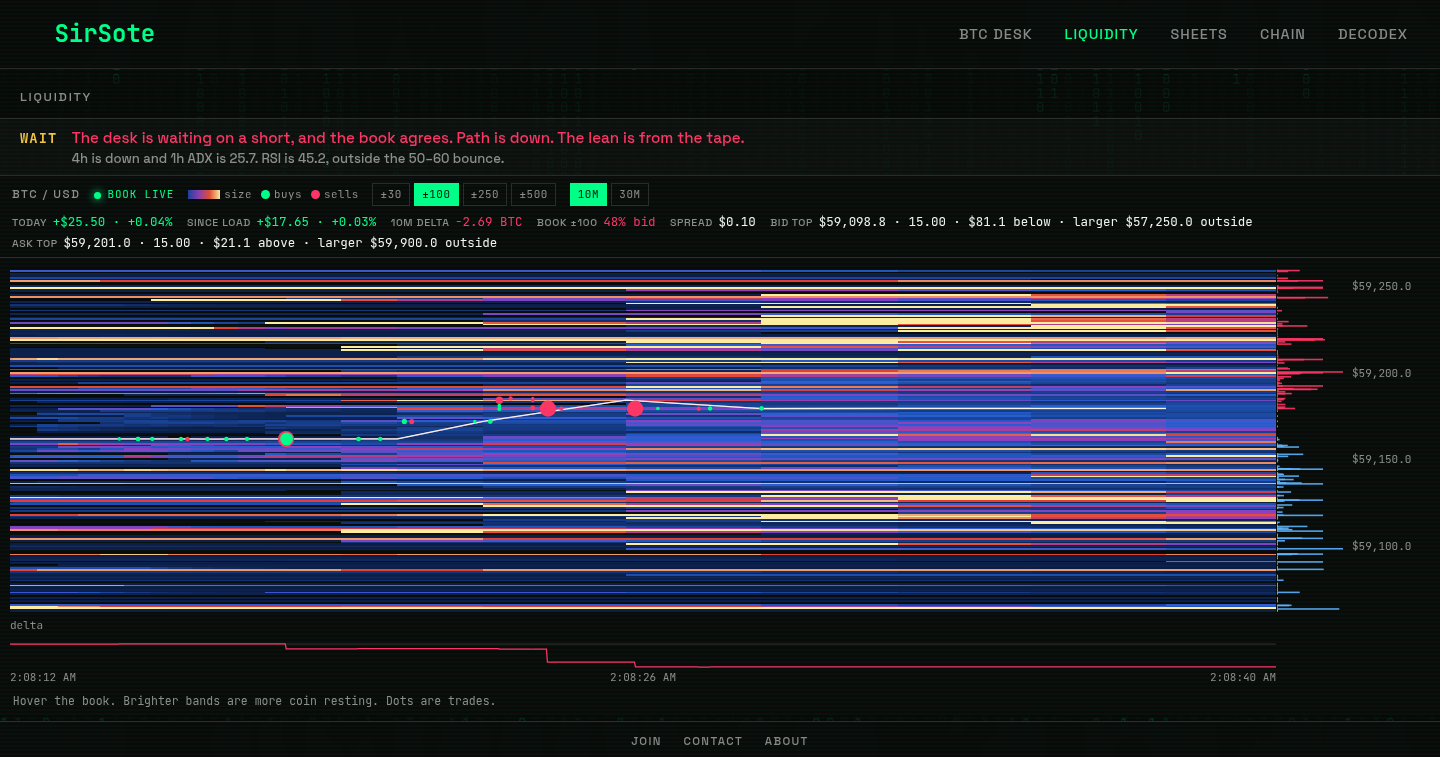 SirSote
BTC DESK LIQUIDITY SHEETS CHAIN DECODEX
LIQUIDITY
WAIT The desk is waiting on a short, and the book agrees. Path is down. The lean is from the tape.
4h is down and 1h ADX is 25.7. RSI is 45.2, outside the 50–60 bounce.
BTC / USD BOOK LIVE size buys sells ±30 ±100 ±250 ±500 10M 30M
TODAY +$25.50 · +0.04% SINCE LOAD +$17.65 · +0.03% 10M DELTA -2.69 BTC BOOK ±100 48% bid SPREAD $0.10 BID TOP $59,098.8 · 15.00 · $81.1 below · larger $57,250.0 outside
ASK TOP $59,201.0 · 15.00 · $21.1 above · larger $59,900.0 outside
$59,250.0
$59,200.0
$59,150.0
$59,100.0
delta
2:08:12 AM 2:08:26 AM 2:08:40 AM
Hover the book. Brighter bands are more coin resting. Dots are trades.
JOIN CONTACT ABOUT